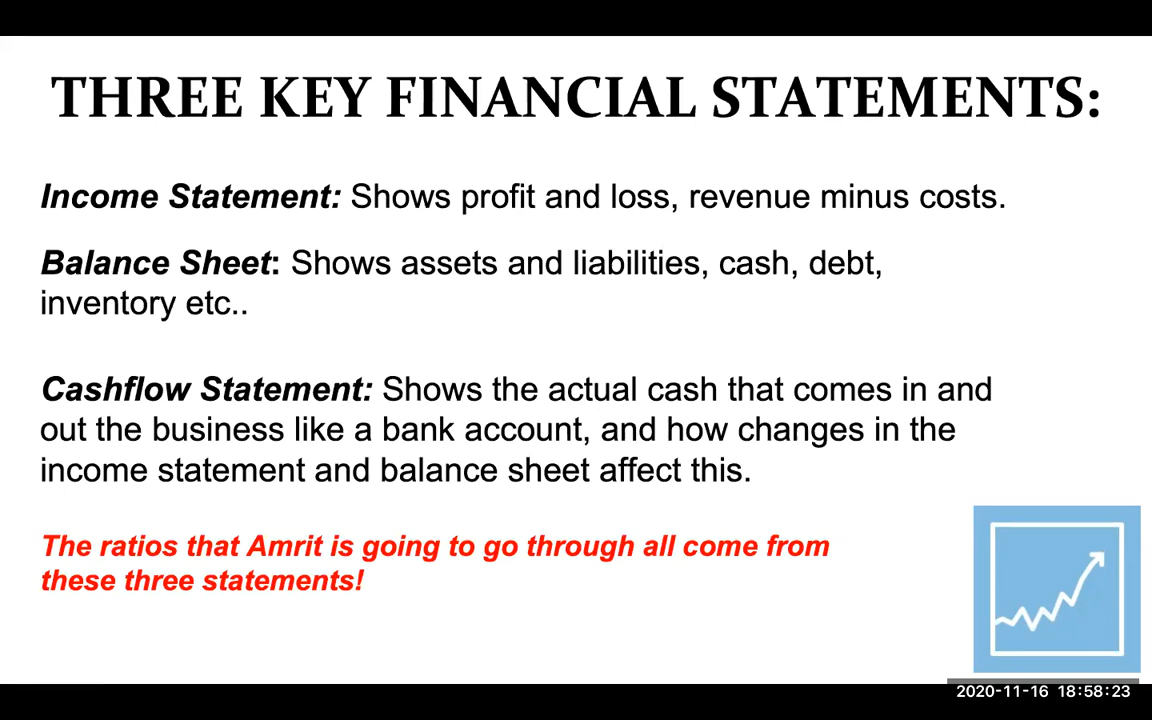 THREE KEY FINANCIAL STATEMENTS:
Income Statement: Shows profit and loss, revenue minus costs.
Balance Sheet: Shows assets and liabilities, cash, debt,
inventory etc..
Cashflow Statement: Shows the actual cash that comes in and
out the business like a bank account, and how changes in the
income statement and balance sheet affect this.
The ratios that Amrit is going to go through all come from
these three statements!
2020-11-16 18:58:23